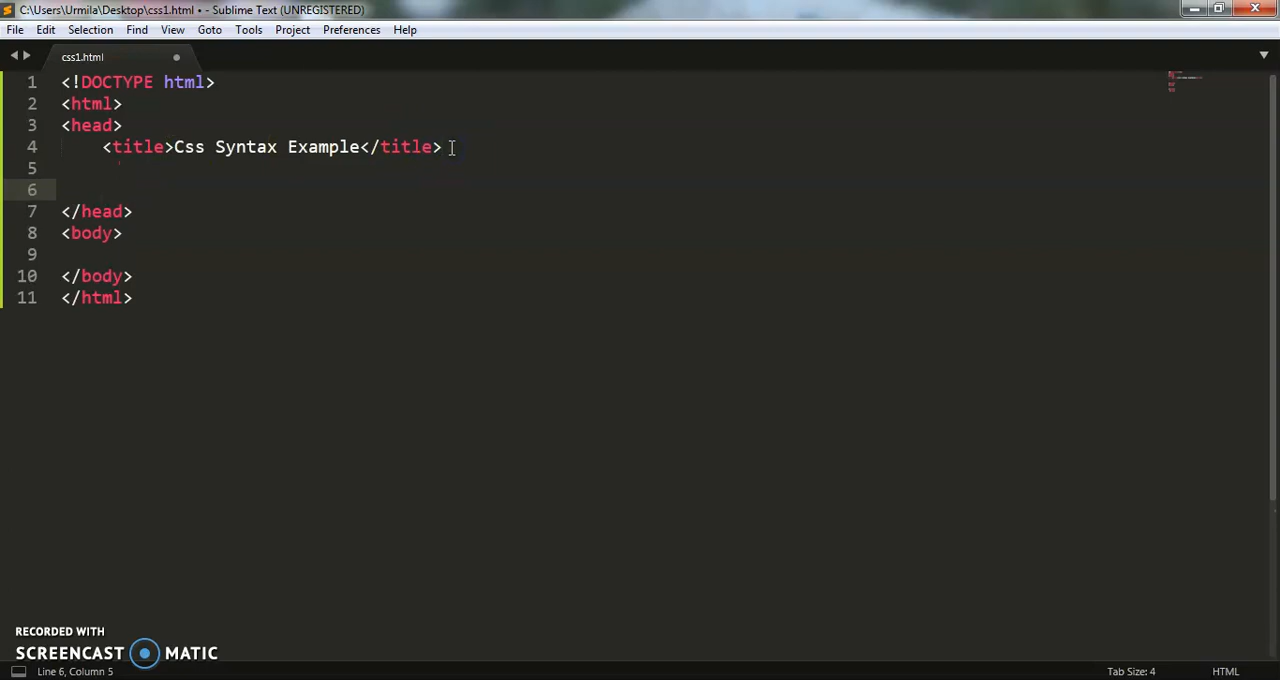 C:\Users\Urmila\Desktop\css1.html • - Sublime Text (UNREGISTERED)
File Edit Selection Find View Goto Tools Project Preferences Help
css1.html
1 <!DOCTYPE html>
2 <html>
3 <head>
4 <title>Css Syntax Example</title>
5
6
7 </head>
8 <body>
9
10 </body>
11 </html>
RECORDED WITH
SCREENCAST MATIC
Line 6, Column 5 Tab Size: 4 HTML